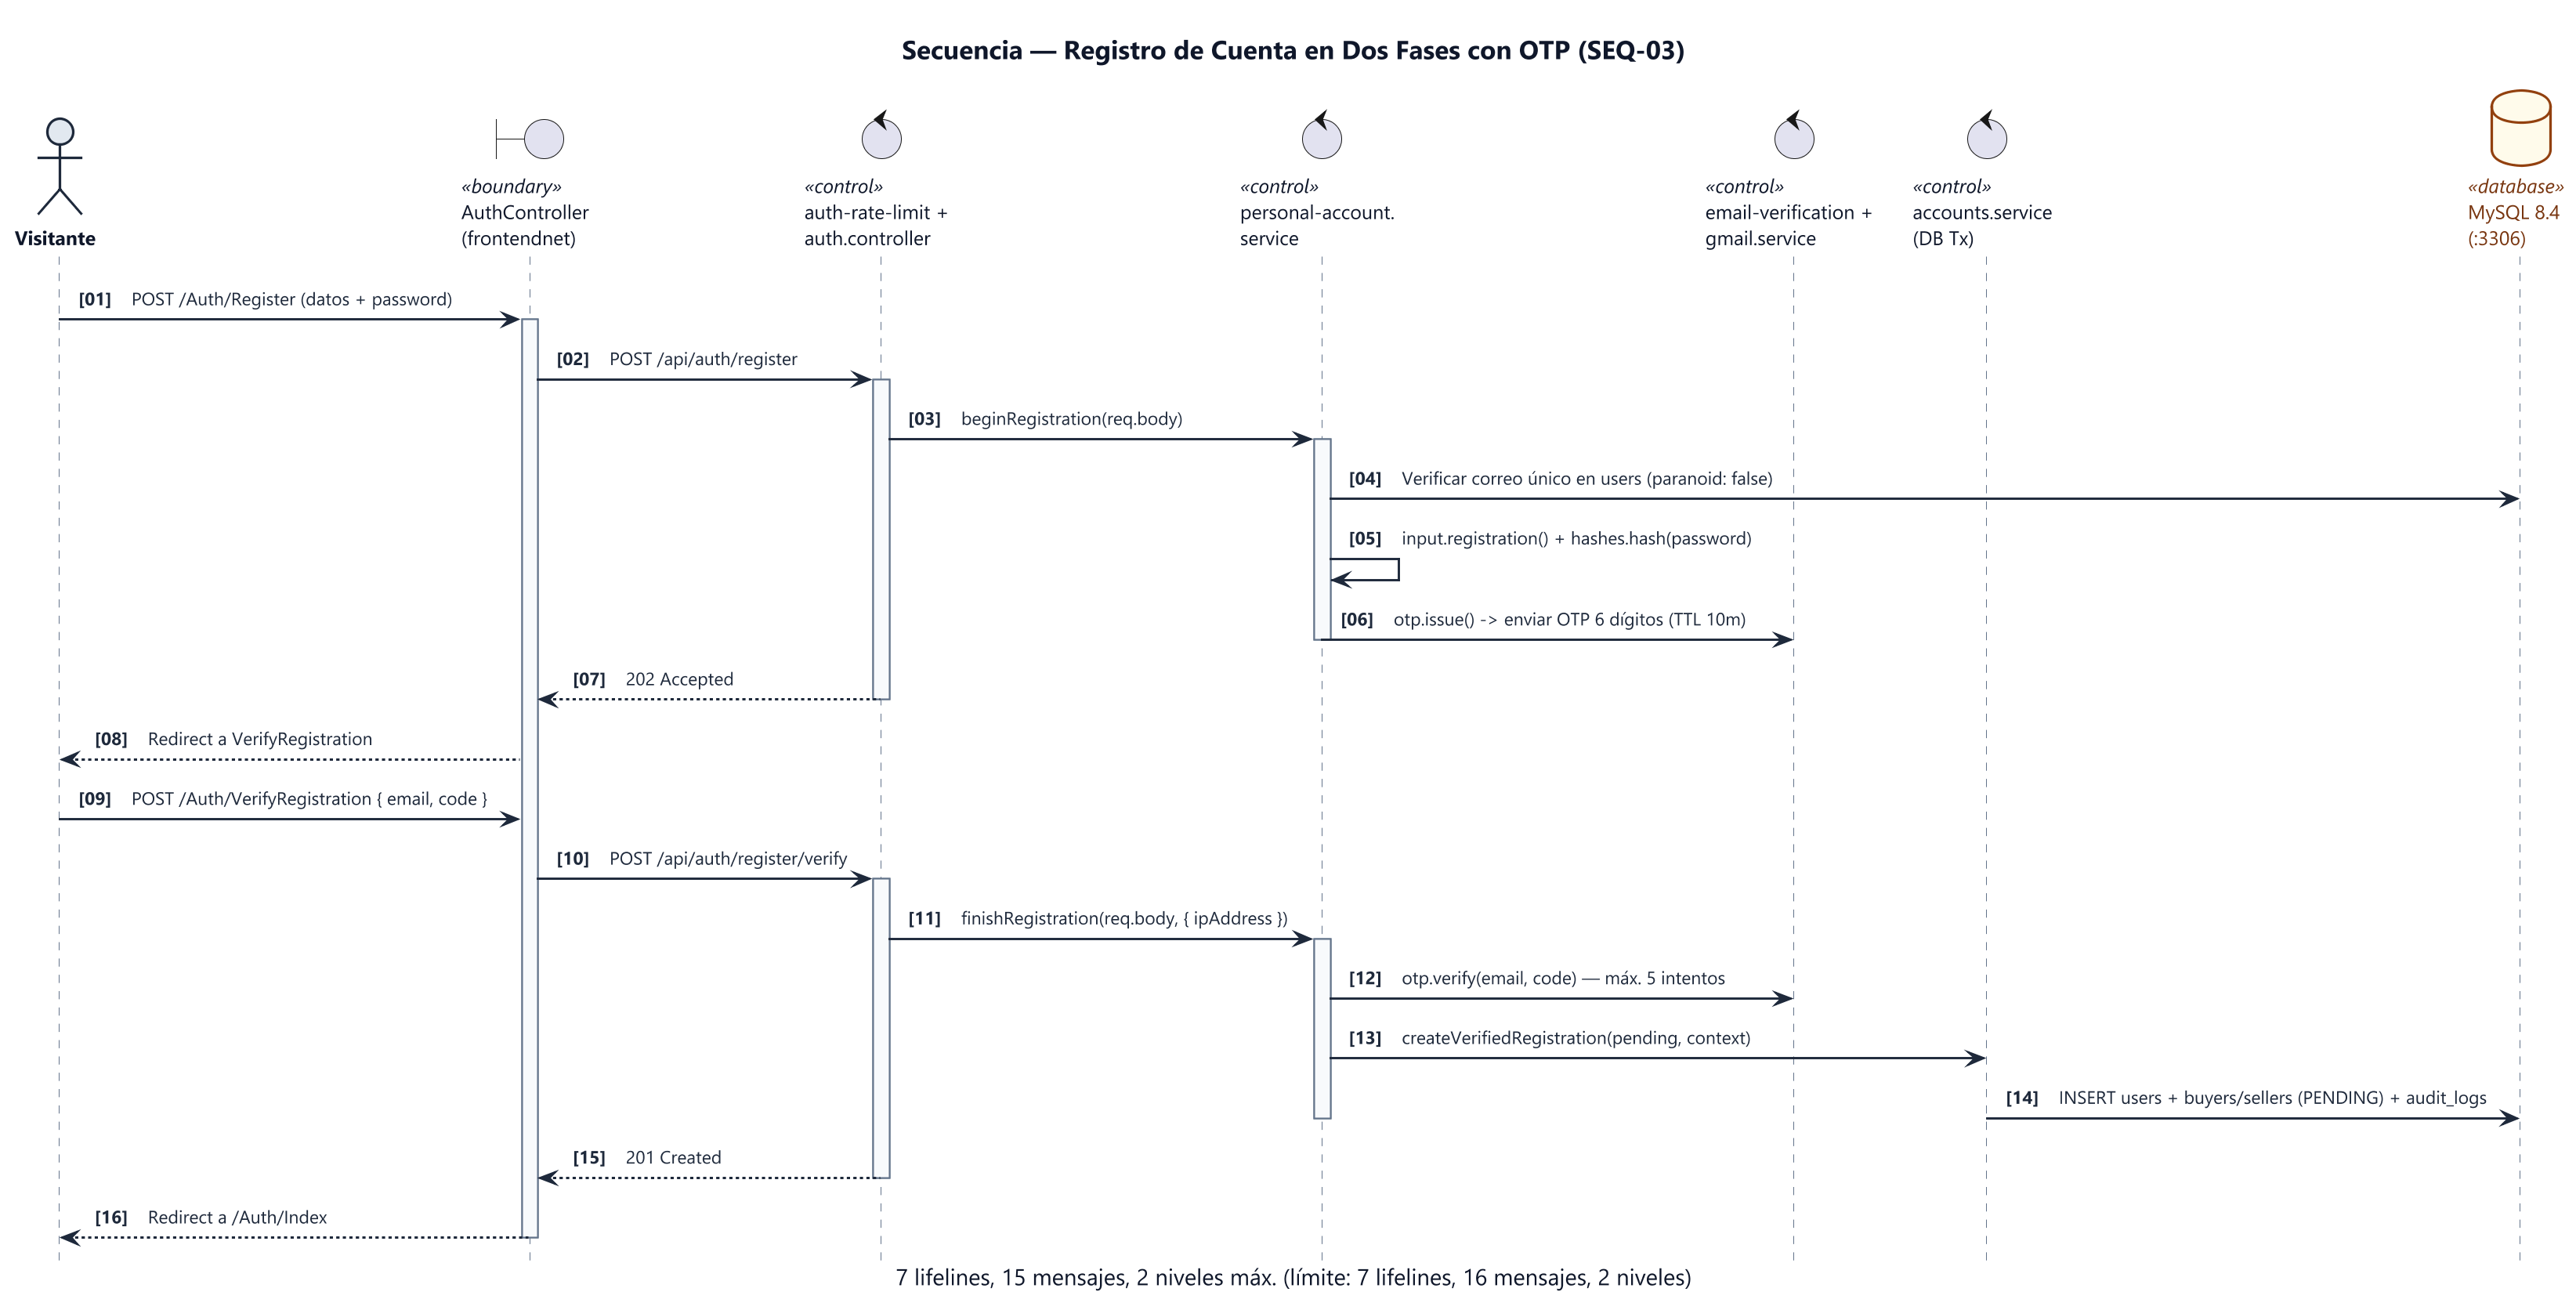 Secuencia — Registro de Cuenta en Dos Fases con OTP (SEQ-03)
Visitante
«boundary»
AuthController
(frontendnet)
«control»
auth-rate-limit +
auth.controller
«control»
personal-account.
service
«control»
email-verification +
gmail.service
«control»
accounts.service
(DB Tx)
«database»
MySQL 8.4
(:3306)
[01] POST /Auth/Register (datos + password)
[02] POST /api/auth/register
[03] beginRegistration(req.body)
[04] Verificar correo único en users (paranoid: false)
[05] input.registration() + hashes.hash(password)
[06] otp.issue() -> enviar OTP 6 dígitos (TTL 10m)
[07] 202 Accepted
[08] Redirect a VerifyRegistration
[09] POST /Auth/VerifyRegistration { email, code }
[10] POST /api/auth/register/verify
[11] finishRegistration(req.body, { ipAddress })
[12] otp.verify(email, code) — máx. 5 intentos
[13] createVerifiedRegistration(pending, context)
[14] INSERT users + buyers/sellers (PENDING) + audit_logs
[15] 201 Created
[16] Redirect a /Auth/Index
7 lifelines, 15 mensajes, 2 niveles máx. (límite: 7 lifelines, 16 mensajes, 2 niveles)